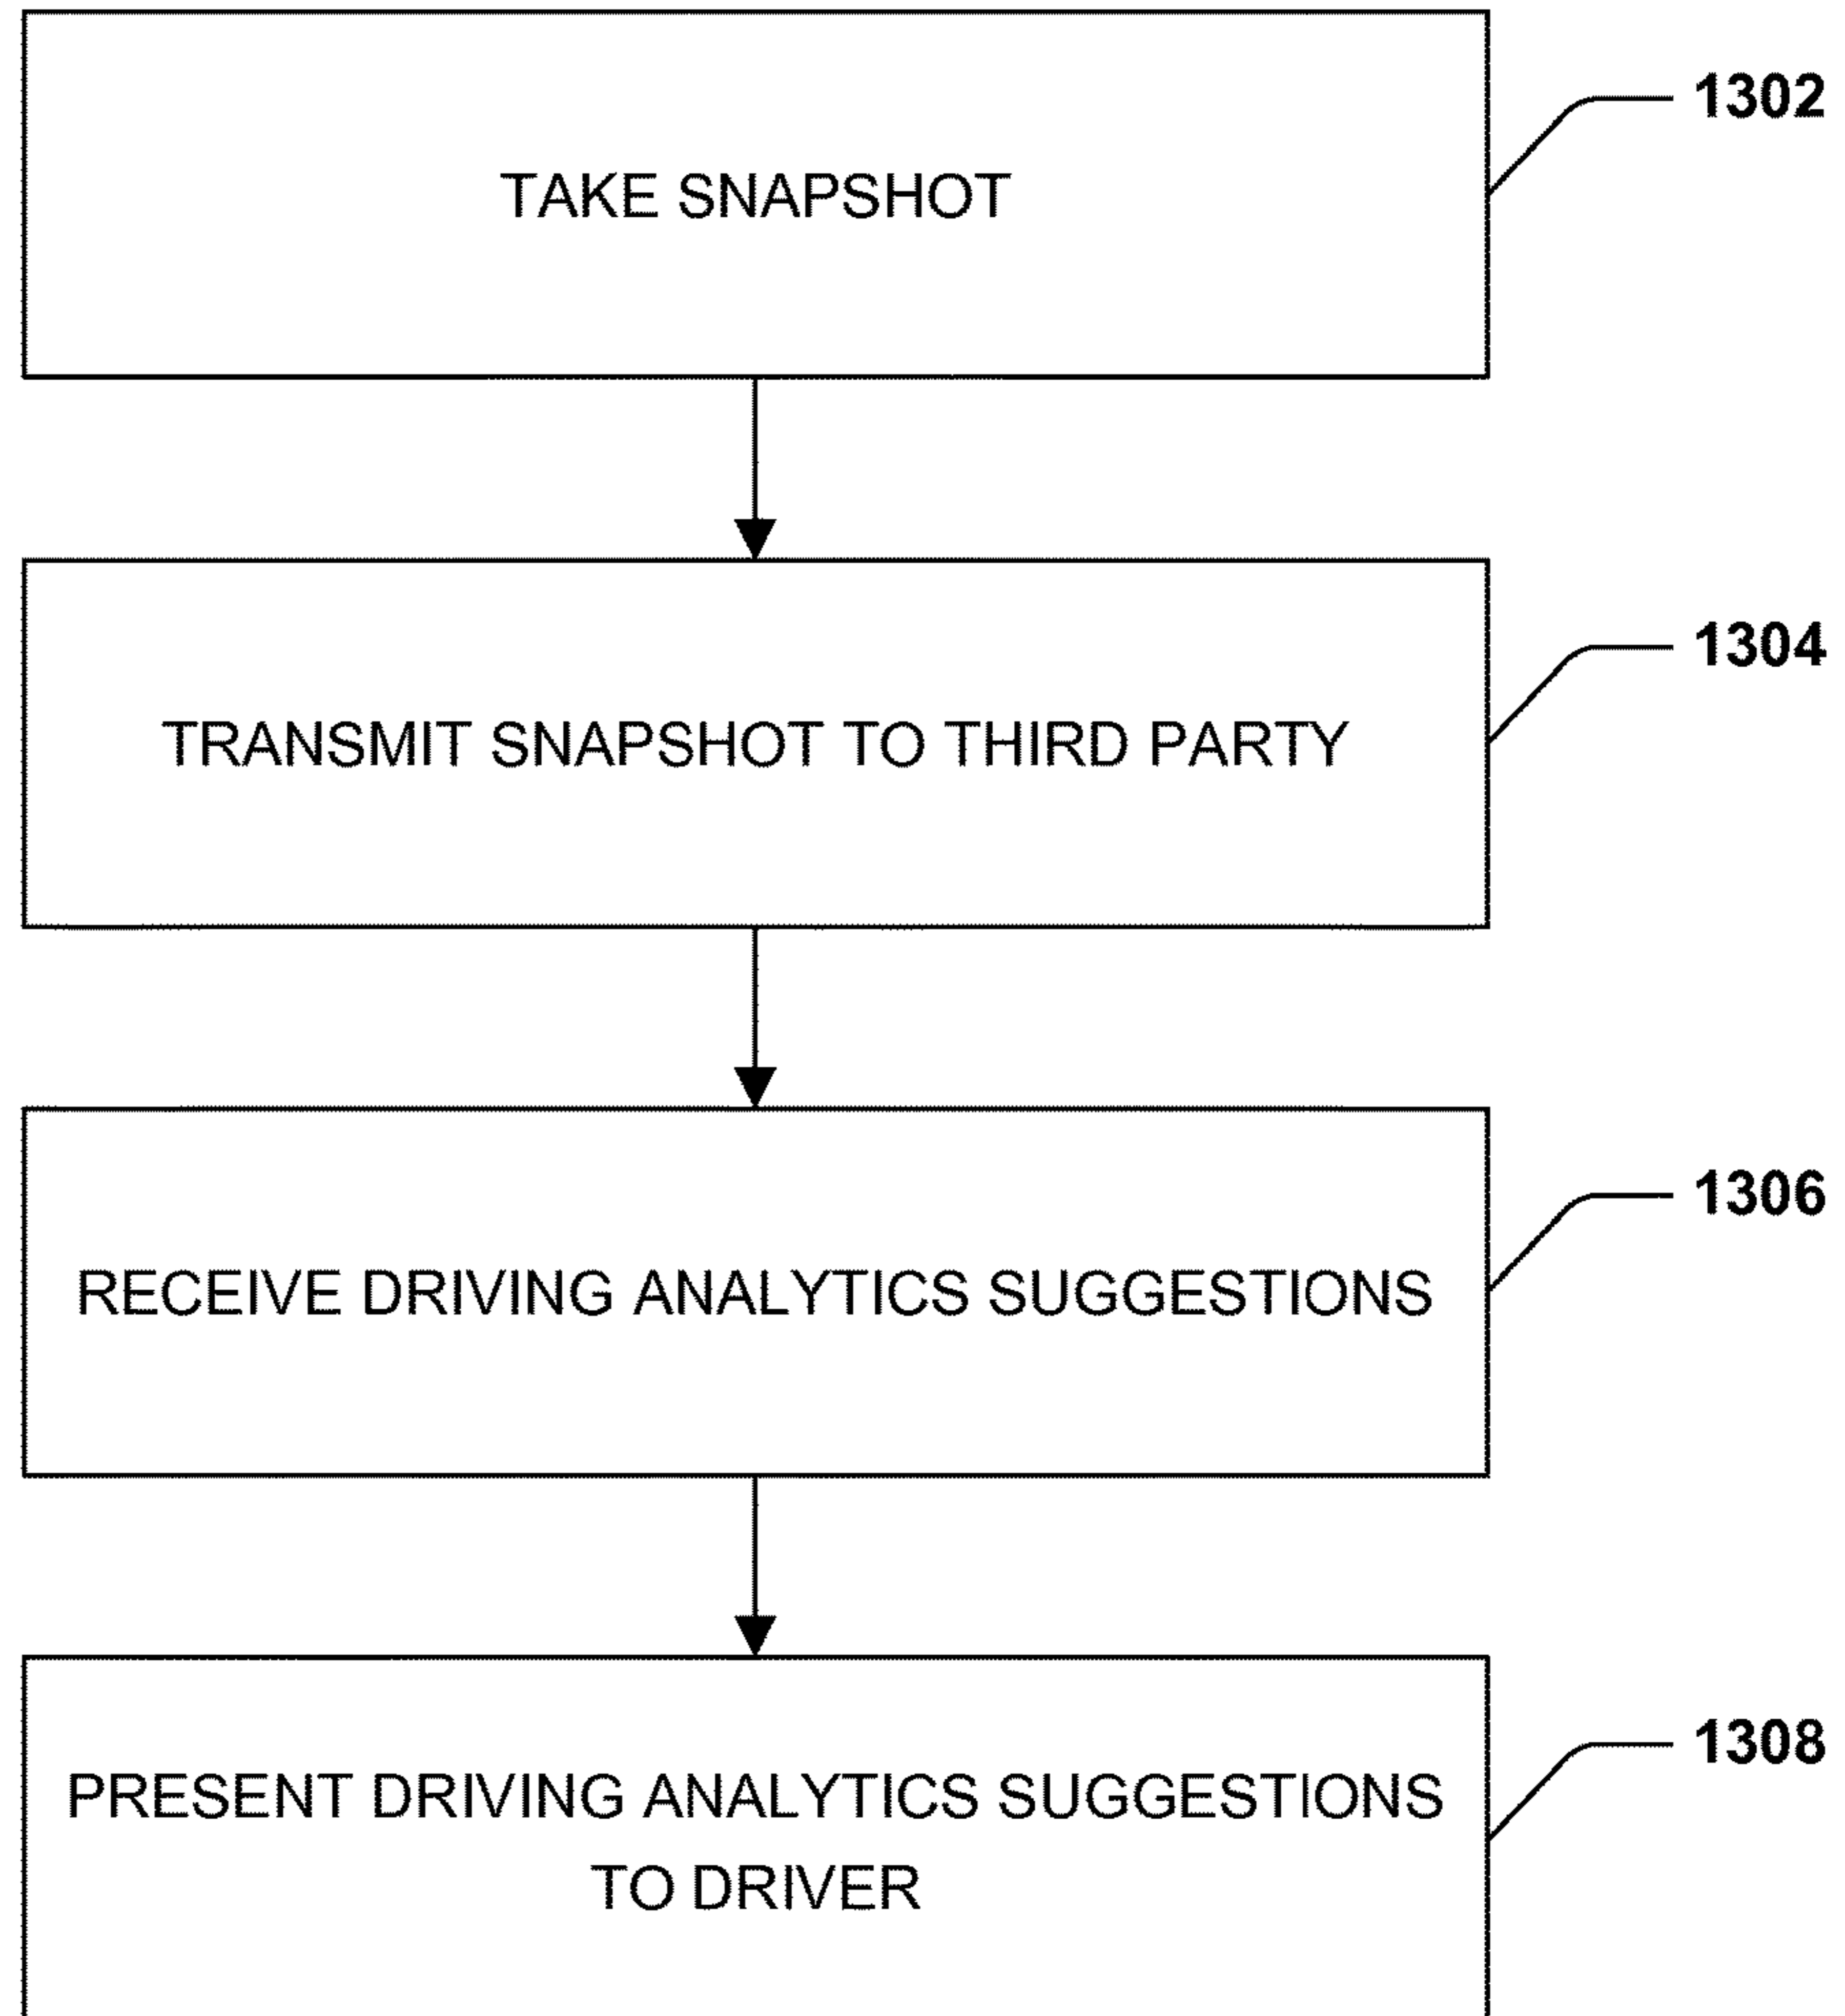 TAKE SNAPSHOT
1302
TRANSMIT SNAPSHOT TO THIRD PARTY
1304
RECEIVE DRIVING ANALYTICS SUGGESTIONS
1306
PRESENT DRIVING ANALYTICS SUGGESTIONS
TO DRIVER
1308